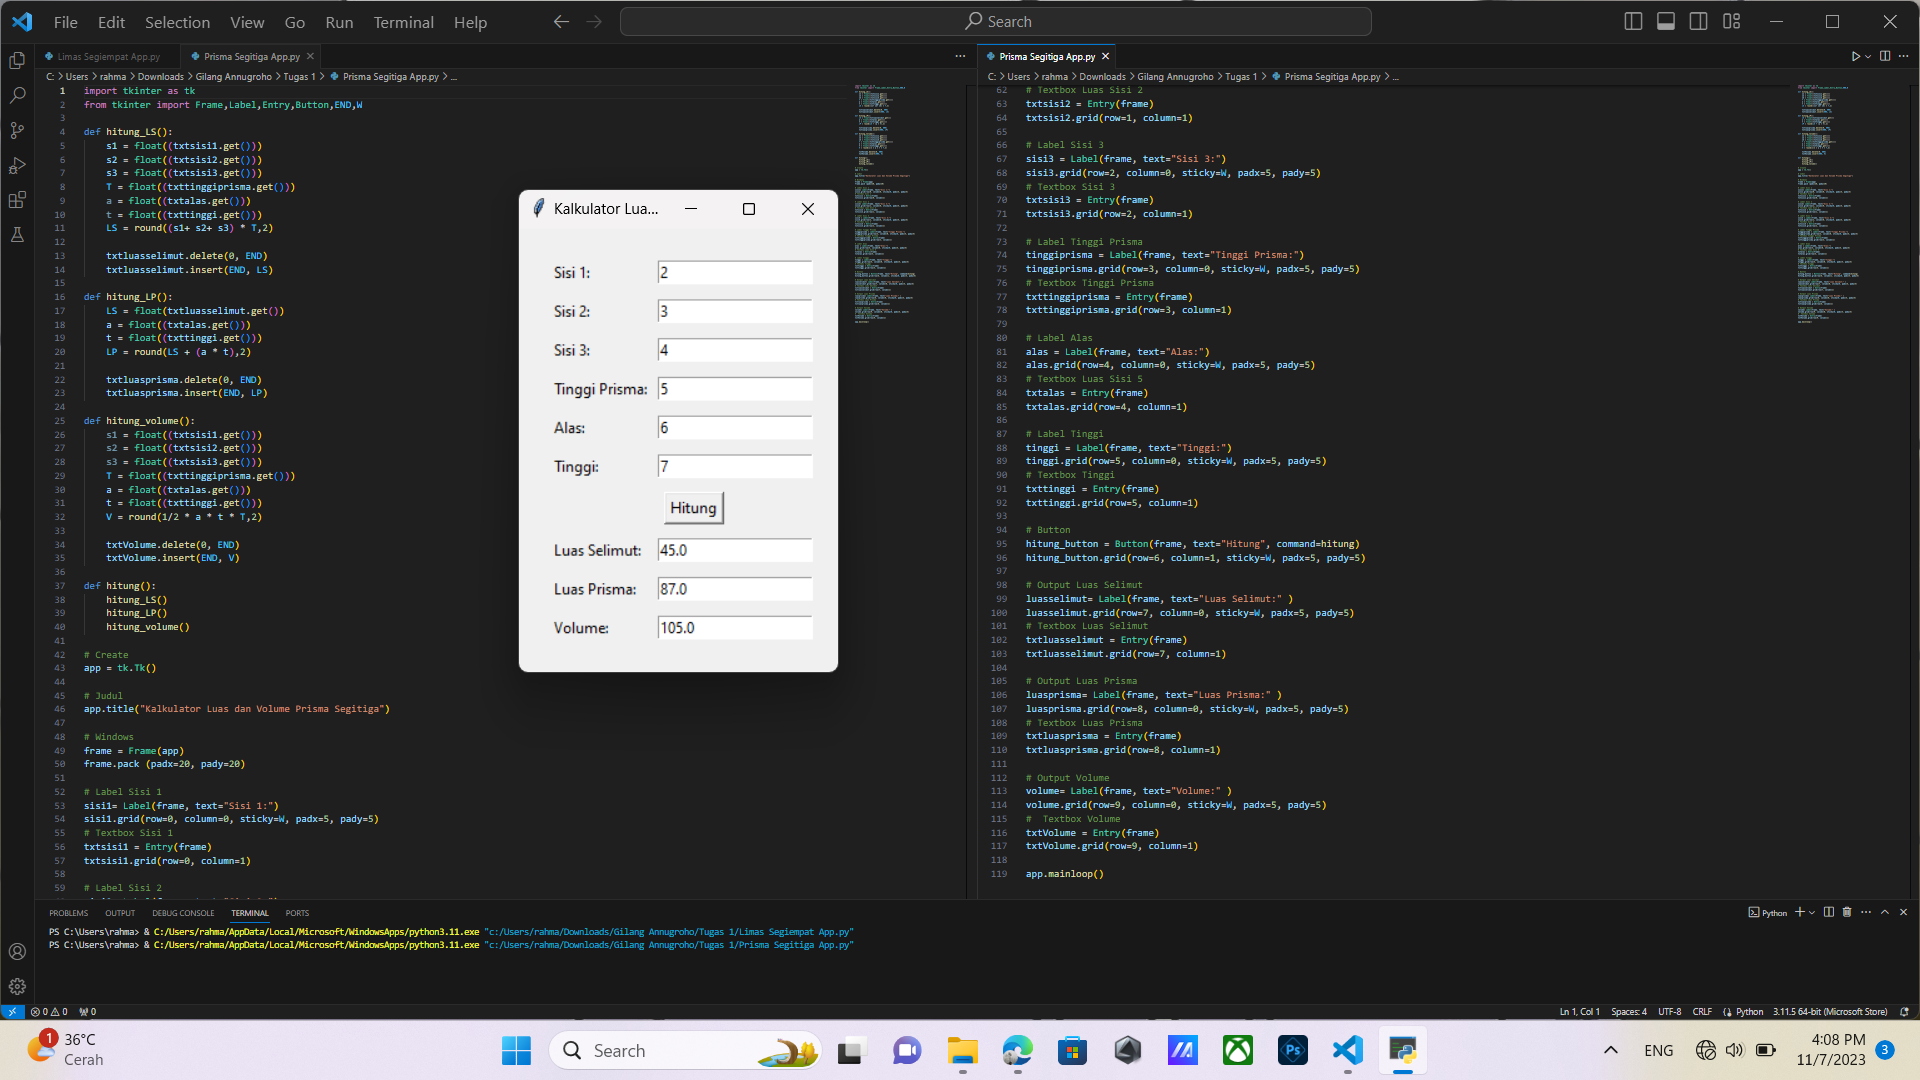 File Edit Selection View Go Run Terminal Help
Search
Limas Segiempat App.py
Prisma Segitiga App.py
C: > Users > rahma > Downloads > Gilang Annugroho > Tugas 1 > Prisma Segitiga App.py > ...
1 import tkinter as tk
2 from tkinter import Frame,Label,Entry,Button,END,W
3
4 def hitung_LS():
5 s1 = float((txtsisi1.get()))
6 s2 = float((txtsisi2.get()))
7 s3 = float((txtsisi3.get()))
8 T = float((txttinggiprisma.get()))
9 a = float((txtalas.get()))
10 t = float((txttinggi.get()))
11 LS = round((s1+ s2+ s3) * T,2)
12
13 txtluasselimut.delete(0, END)
14 txtluasselimut.insert(END, LS)
15
16 def hitung_LP():
17 LS = float(txtluasselimut.get())
18 a = float((txtalas.get()))
19 t = float((txttinggi.get()))
20 LP = round(LS + (a * t),2)
21
22 txtluasprisma.delete(0, END)
23 txtluasprisma.insert(END, LP)
24
25 def hitung_volume():
26 s1 = float((txtsisi1.get()))
27 s2 = float((txtsisi2.get()))
28 s3 = float((txtsisi3.get()))
29 T = float((txttinggiprisma.get()))
30 a = float((txtalas.get()))
31 t = float((txttinggi.get()))
32 V = round(1/2 * a * t * T,2)
33
34 txtVolume.delete(0, END)
35 txtVolume.insert(END, V)
36
37 def hitung():
38 hitung_LS()
39 hitung_LP()
40 hitung_volume()
41
42 # Create
43 app = tk.Tk()
44
45 # Judul
46 app.title("Kalkulator Luas dan Volume Prisma Segitiga")
47
48 # Windows
49 frame = Frame(app)
50 frame.pack (padx=20, pady=20)
51
52 # Label Sisi 1
53 sisi1= Label(frame, text="Sisi 1:")
54 sisi1.grid(row=0, column=0, sticky=W, padx=5, pady=5)
55 # Textbox Sisi 1
56 txtsisi1 = Entry(frame)
57 txtsisi1.grid(row=0, column=1)
58
59 # Label Sisi 2
Kalkulator Lua...
Sisi 1: 2
Sisi 2: 3
Sisi 3: 4
Tinggi Prisma: 5
Alas: 6
Tinggi: 7
Hitung
Luas Selimut: 45.0
Luas Prisma: 87.0
Volume: 105.0
Prisma Segitiga App.py
C: > Users > rahma > Downloads > Gilang Annugroho > Tugas 1 > Prisma Segitiga App.py > ...
62 # Textbox Luas Sisi 2
63 txtsisi2 = Entry(frame)
64 txtsisi2.grid(row=1, column=1)
65
66 # Label Sisi 3
67 sisi3 = Label(frame, text="Sisi 3:")
68 sisi3.grid(row=2, column=0, sticky=W, padx=5, pady=5)
69 # Textbox Sisi 3
70 txtsisi3 = Entry(frame)
71 txtsisi3.grid(row=2, column=1)
72
73 # Label Tinggi Prisma
74 tinggiprisma = Label(frame, text="Tinggi Prisma:")
75 tinggiprisma.grid(row=3, column=0, sticky=W, padx=5, pady=5)
76 # Textbox Tinggi Prisma
77 txttinggiprisma = Entry(frame)
78 txttinggiprisma.grid(row=3, column=1)
79
80 # Label Alas
81 alas = Label(frame, text="Alas:")
82 alas.grid(row=4, column=0, sticky=W, padx=5, pady=5)
83 # Textbox Luas Sisi 5
84 txtalas = Entry(frame)
85 txtalas.grid(row=4, column=1)
86
87 # Label Tinggi
88 tinggi = Label(frame, text="Tinggi:")
89 tinggi.grid(row=5, column=0, sticky=W, padx=5, pady=5)
90 # Textbox Tinggi
91 txttinggi = Entry(frame)
92 txttinggi.grid(row=5, column=1)
93
94 # Button
95 hitung_button = Button(frame, text="Hitung", command=hitung)
96 hitung_button.grid(row=6, column=1, sticky=W, padx=5, pady=5)
97
98 # Output Luas Selimut
99 luasselimut= Label(frame, text="Luas Selimut:" )
100 luasselimut.grid(row=7, column=0, sticky=W, padx=5, pady=5)
101 # Textbox Luas Selimut
102 txtluasselimut = Entry(frame)
103 txtluasselimut.grid(row=7, column=1)
104
105 # Output Luas Prisma
106 luasprisma= Label(frame, text="Luas Prisma:" )
107 luasprisma.grid(row=8, column=0, sticky=W, padx=5, pady=5)
108 # Textbox Luas Prisma
109 txtluasprisma = Entry(frame)
110 txtluasprisma.grid(row=8, column=1)
111
112 # Output Volume
113 volume= Label(frame, text="Volume:" )
114 volume.grid(row=9, column=0, sticky=W, padx=5, pady=5)
115 #  Textbox Volume
116 txtVolume = Entry(frame)
117 txtVolume.grid(row=9, column=1)
118
119 app.mainloop()
PROBLEMS OUTPUT DEBUG CONSOLE TERMINAL PORTS
Python
PS C:\Users\rahma> & C:/Users/rahma/AppData/Local/Microsoft/WindowsApps/python3.11.exe "c:/Users/rahma/Downloads/Gilang Annugroho/Tugas 1/Limas Segiempat App.py"
PS C:\Users\rahma> & C:/Users/rahma/AppData/Local/Microsoft/WindowsApps/python3.11.exe "c:/Users/rahma/Downloads/Gilang Annugroho/Tugas 1/Prisma Segitiga App.py"
0 0 0
Ln 1, Col 1 Spaces: 4 UTF-8 CRLF Python 3.11.5 64-bit (Microsoft Store)
1
36°C
Cerah
Search
Ps
ENG
4:08 PM
11/7/2023
3